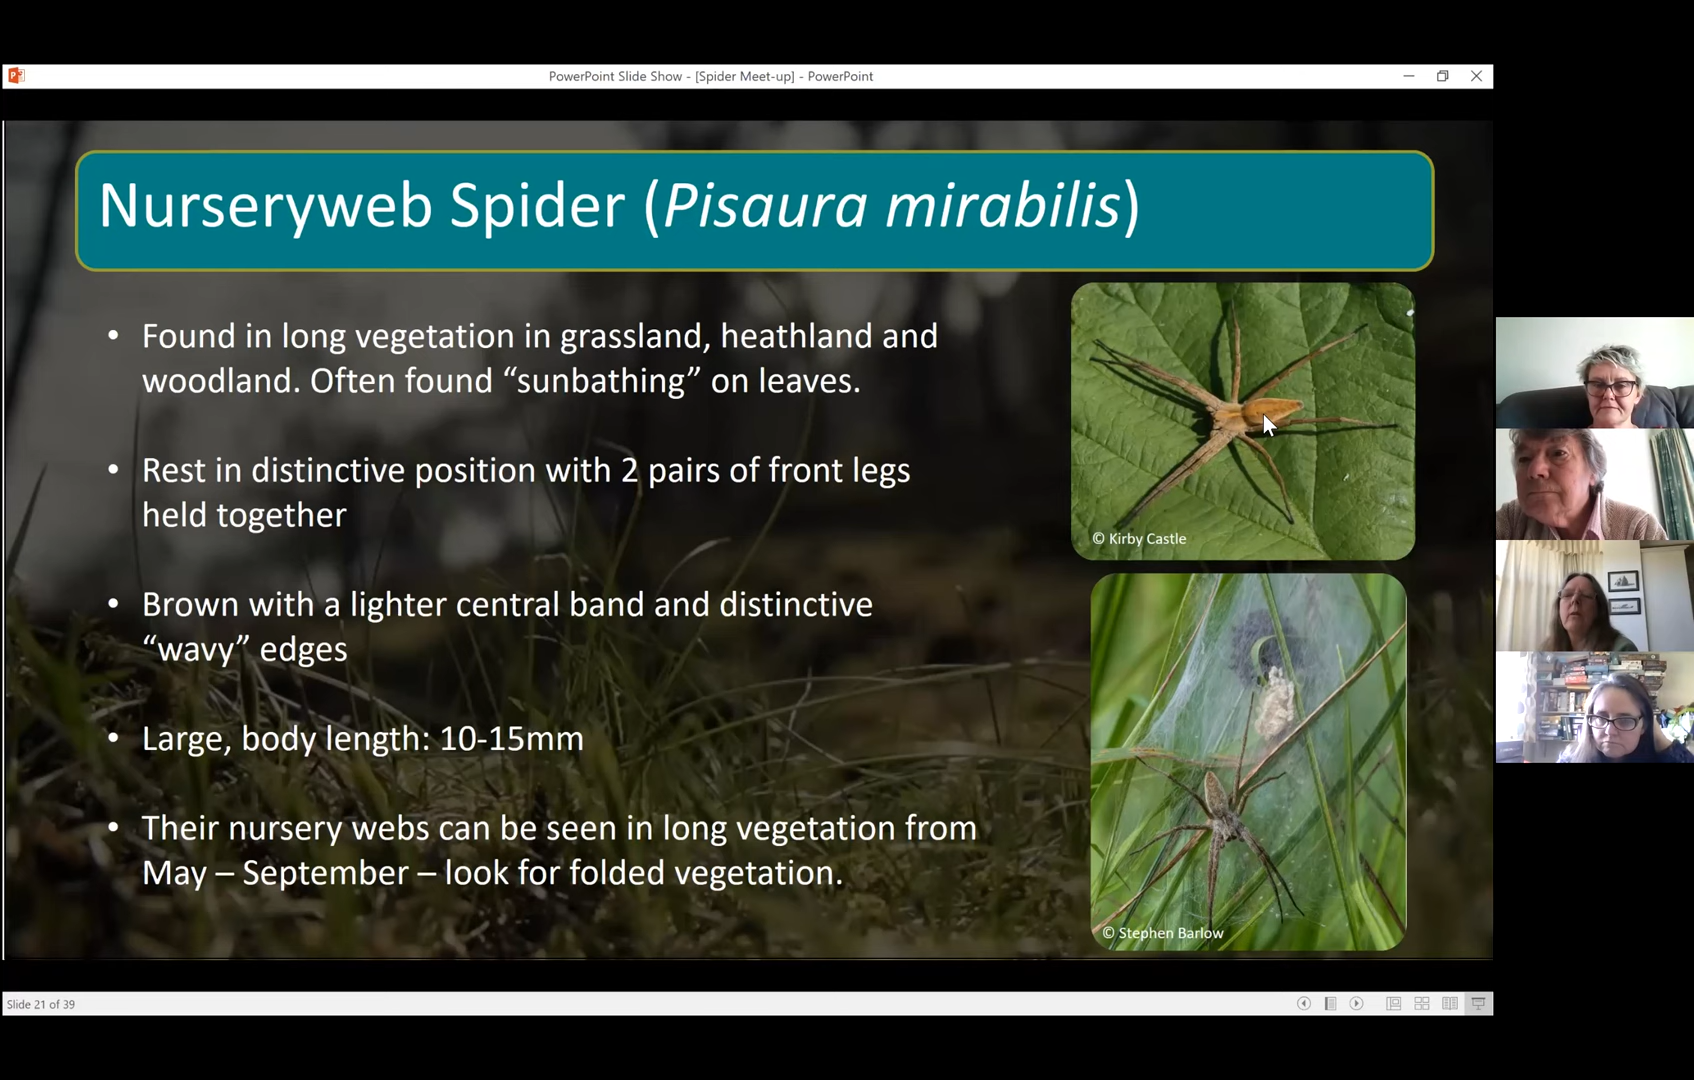 PowerPoint Slide Show - [Spider Meet-up] - PowerPoint
Nurseryweb Spider (Pisaura mirabilis)
• Found in long vegetation in grassland, heathland and
woodland. Often found “sunbathing” on leaves.
• Rest in distinctive position with 2 pairs of front legs
held together
• Brown with a lighter central band and distinctive
“wavy” edges
• Large, body length: 10-15mm
• Their nursery webs can be seen in long vegetation from
May – September – look for folded vegetation.
© Kirby Castle
© Stephen Barlow
Slide 21 of 39